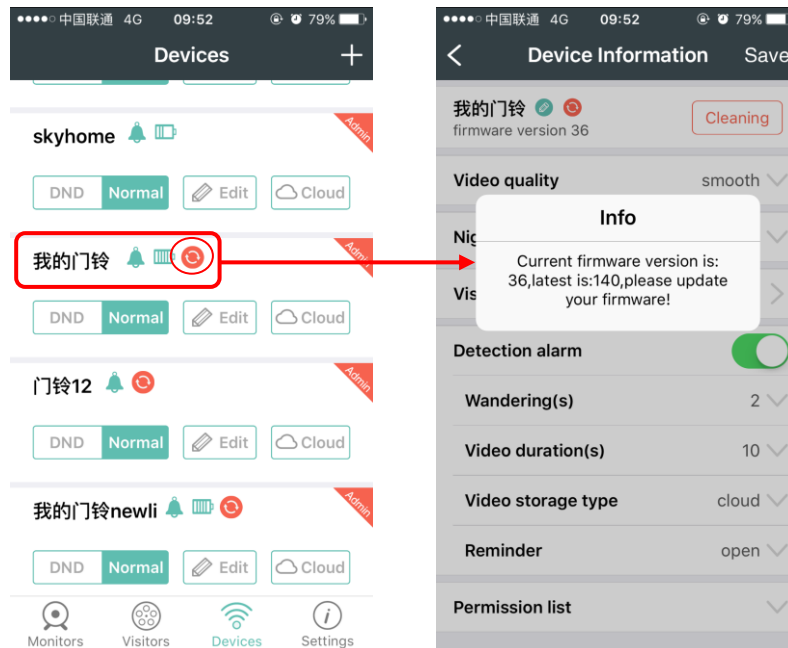 中国联通 4G 09:52 79%
Devices
skyhome Admin
DND Normal Edit Cloud
我的门铃 Admin
DND Normal Edit Cloud
门铃12 Admin
DND Normal Edit Cloud
我的门铃newli Admin
DND Normal Edit Cloud
Monitors Visitors Devices Settings
中国联通 4G 09:52 79%
Device Information Save
我的门铃
firmware version 36
Cleaning
Video quality smooth
Info
Current firmware version is:
36,latest is:140,please update
your firmware!
Nig
Vis
Detection alarm
Wandering(s) 2
Video duration(s) 10
Video storage type cloud
Reminder open
Permission list